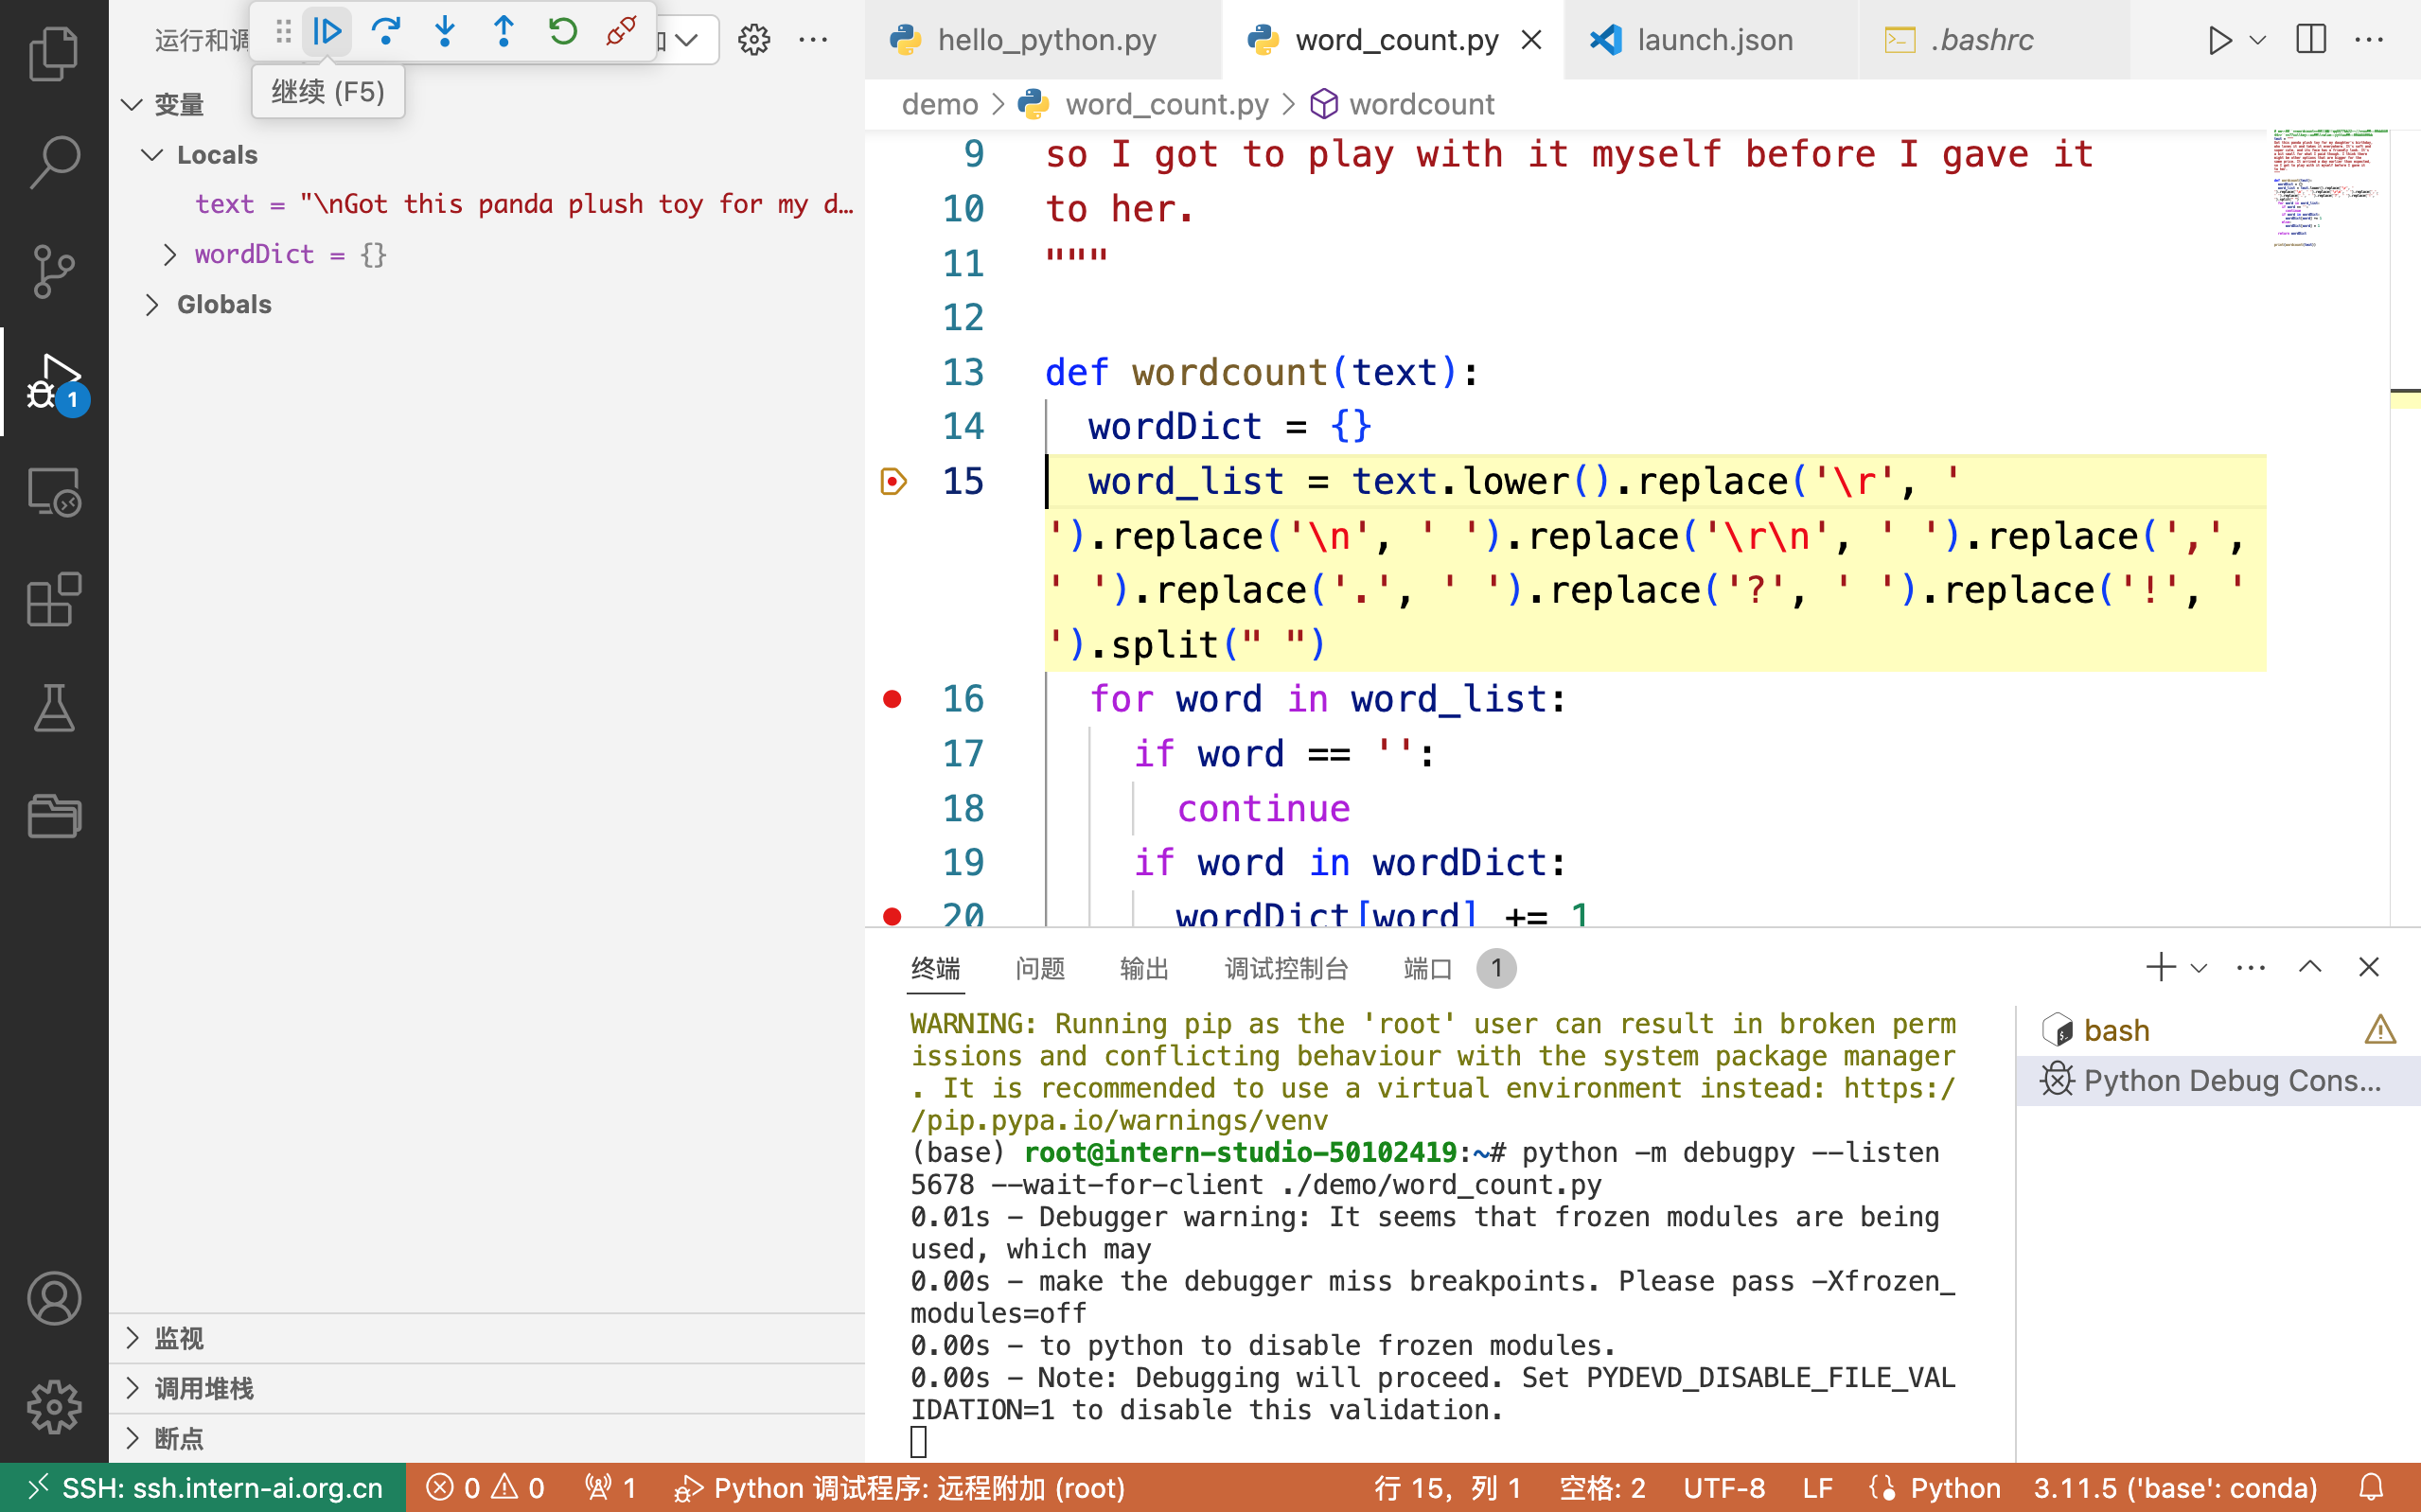 运行和调
加
继续 (F5)
变量
Locals
text = "\nGot this panda plush toy for my d…
wordDict = {}
Globals
1
监视
调用堆栈
断点
hello_python.py
word_count.py
launch.json
.bashrc
demo > word_count.py > wordcount
9 so I got to play with it myself before I gave it
10 to her.
11 """
12
13 def wordcount(text):
14 wordDict = {}
15 word_list = text.lower().replace('\r', '
').replace('\n', ' ').replace('\r\n', ' ').replace(',',
' ').replace('.', ' ').replace('?', ' ').replace('!', '
').split(" ")
16 for word in word_list:
17 if word == '':
18 continue
19 if word in wordDict:
20 wordDict[word] += 1
终端 问题 输出 调试控制台 端口 1
WARNING: Running pip as the 'root' user can result in broken perm
issions and conflicting behaviour with the system package manager
. It is recommended to use a virtual environment instead: https:/
/pip.pypa.io/warnings/venv
(base) root@intern-studio-50102419:~# python -m debugpy --listen
5678 --wait-for-client ./demo/word_count.py
0.01s - Debugger warning: It seems that frozen modules are being
used, which may
0.00s - make the debugger miss breakpoints. Please pass -Xfrozen_
modules=off
0.00s - to python to disable frozen modules.
0.00s - Note: Debugging will proceed. Set PYDEVD_DISABLE_FILE_VAL
IDATION=1 to disable this validation.
bash
Python Debug Cons…
SSH: ssh.intern-ai.org.cn 0 0 1 Python 调试程序: 远程附加 (root) 行 15，列 1 空格: 2 UTF-8 LF Python 3.11.5 ('base': conda)